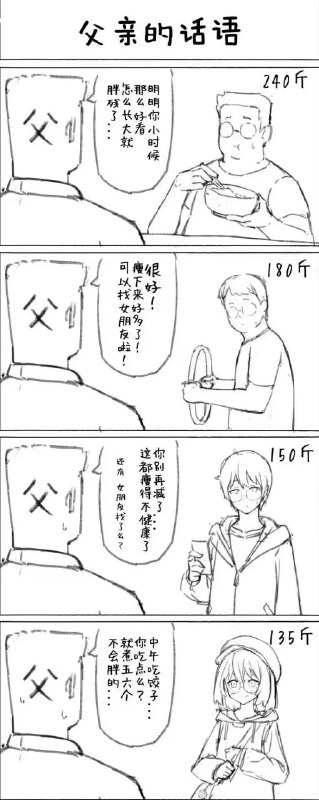 父亲的话语
240斤
明明你小时候
那么好看
怎么长大就
胖残了...
父
180斤
很好！
瘦下来好多了！
可以找女朋友啦！
父
150斤
你别再减了....
这都瘦得不健康了
还有 女朋友找了么？
父
135斤
中午吃饺子...
你吃点么？
就煮五六个
不会胖的...
父